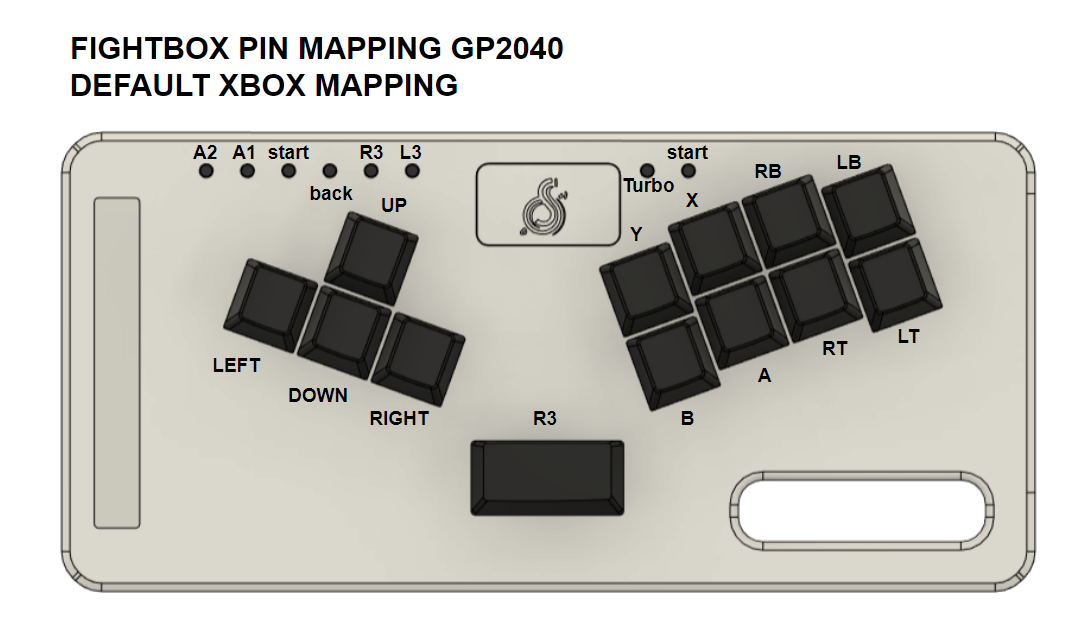 FIGHTBOX PIN MAPPING GP2040
DEFAULT XBOX MAPPING
A2 A1 start back R3 L3
Turbo start
UP
LEFT
DOWN
RIGHT
Y
X
RB
LB
B
A
RT
LT
R3